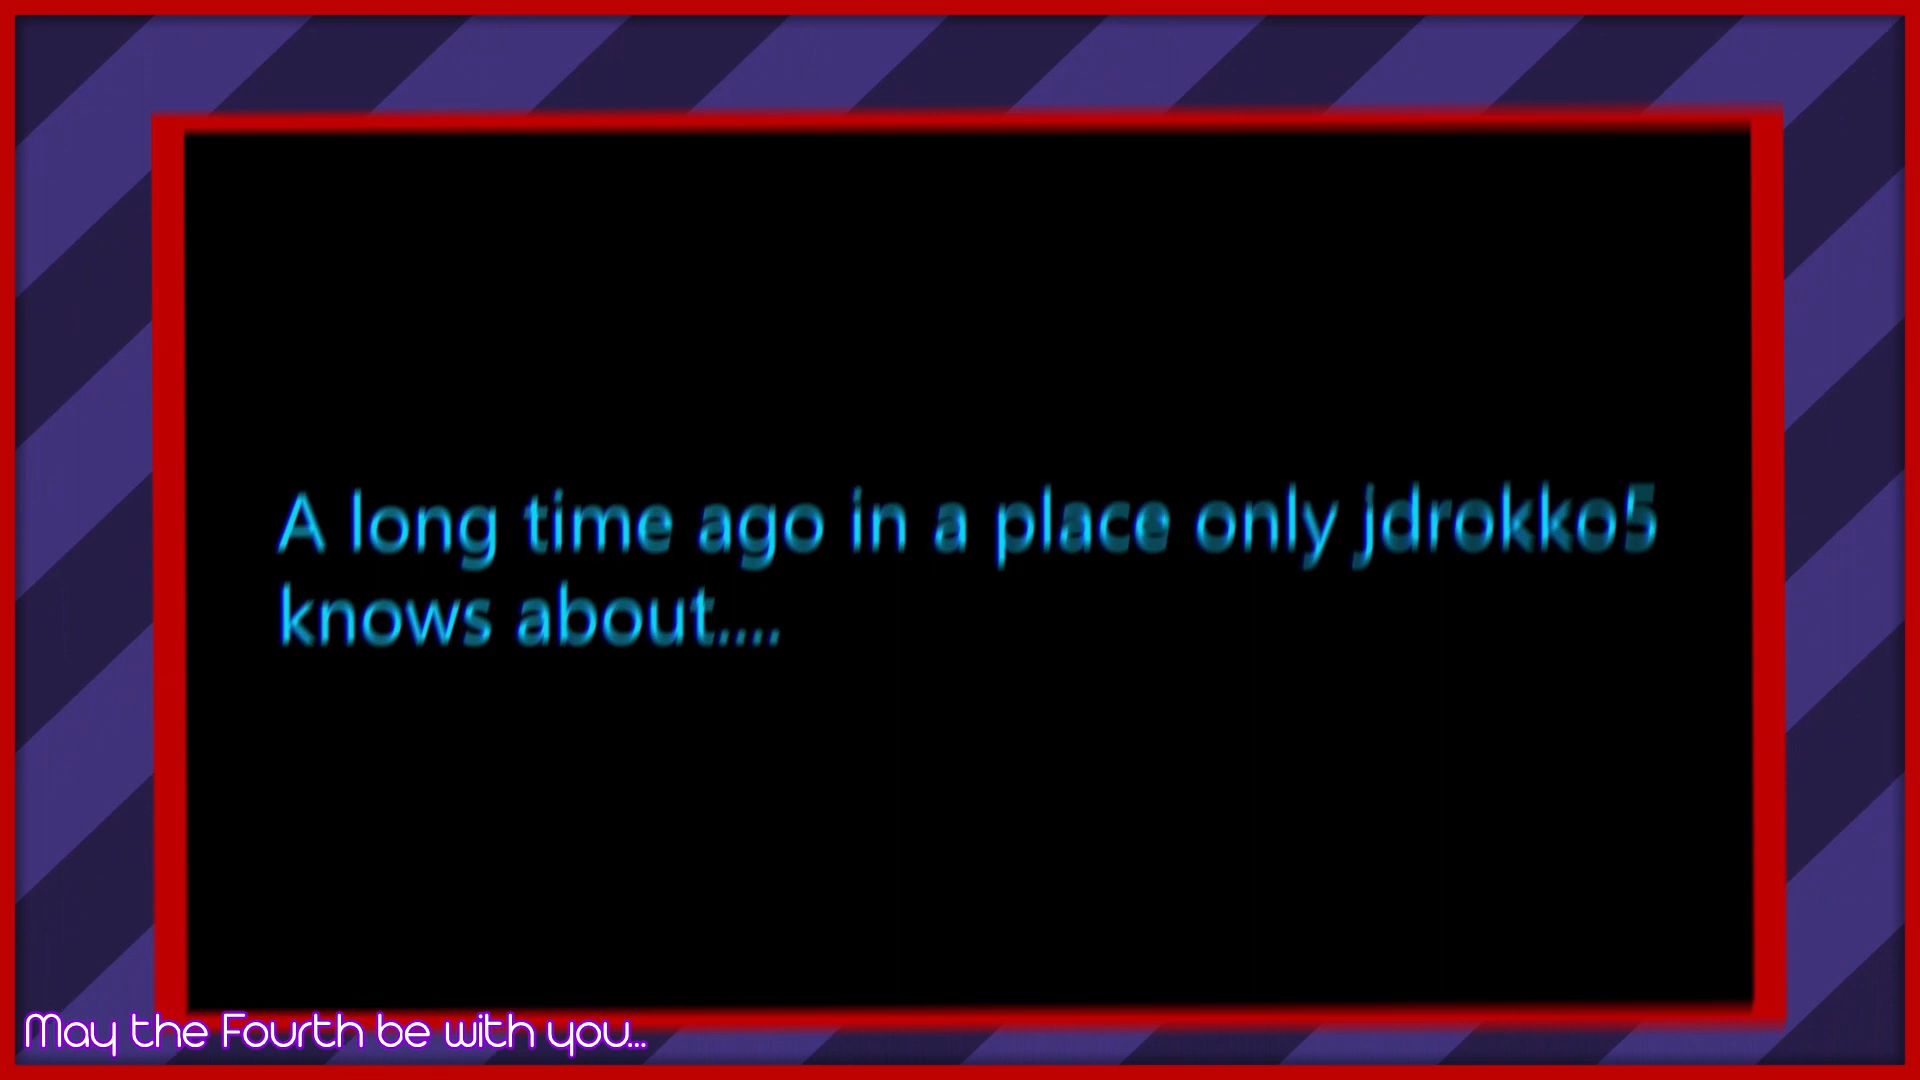 A long time ago in a place only jdrokko5
knows about....
May the Fourth be with you...